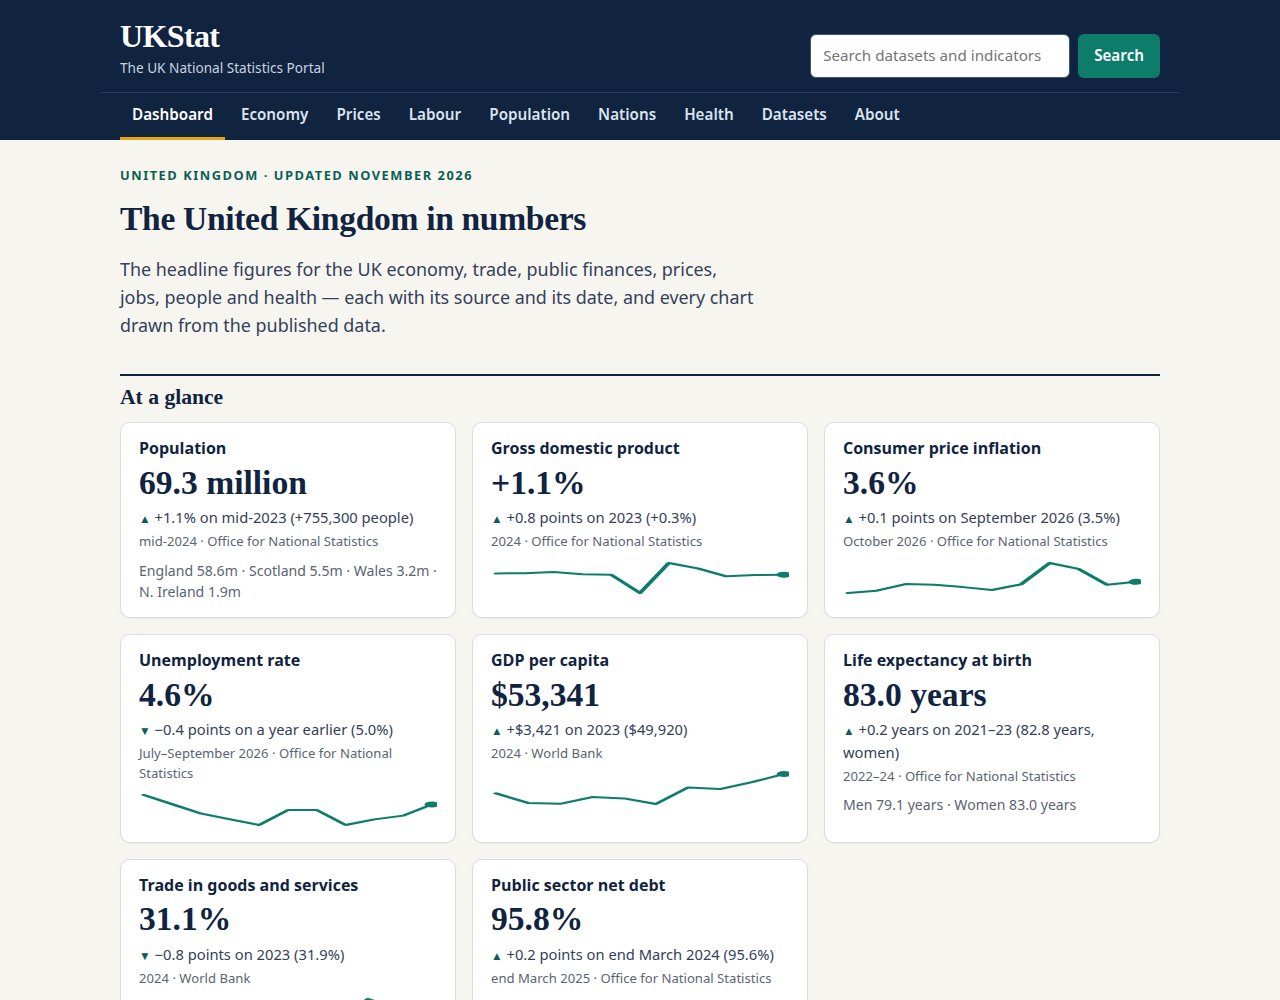 UKStat
The UK National Statistics Portal
Search datasets and indicators
Search
Dashboard
Economy
Prices
Labour
Population
Nations
Health
Datasets
About
UNITED KINGDOM · UPDATED NOVEMBER 2026
The United Kingdom in numbers
The headline figures for the UK economy, trade, public finances, prices,
jobs, people and health — each with its source and its date, and every chart
drawn from the published data.
At a glance
Population
69.3 million
▲ +1.1% on mid-2023 (+755,300 people)
mid-2024 · Office for National Statistics
England 58.6m · Scotland 5.5m · Wales 3.2m ·
N. Ireland 1.9m
Gross domestic product
+1.1%
▲ +0.8 points on 2023 (+0.3%)
2024 · Office for National Statistics
Consumer price inflation
3.6%
▲ +0.1 points on September 2026 (3.5%)
October 2026 · Office for National Statistics
Unemployment rate
4.6%
▼ −0.4 points on a year earlier (5.0%)
July–September 2026 · Office for National
Statistics
GDP per capita
$53,341
▲ +$3,421 on 2023 ($49,920)
2024 · World Bank
Life expectancy at birth
83.0 years
▲ +0.2 years on 2021–23 (82.8 years,
women)
2022–24 · Office for National Statistics
Men 79.1 years · Women 83.0 years
Trade in goods and services
31.1%
▼ −0.8 points on 2023 (31.9%)
2024 · World Bank
Public sector net debt
95.8%
▲ +0.2 points on end March 2024 (95.6%)
end March 2025 · Office for National Statistics